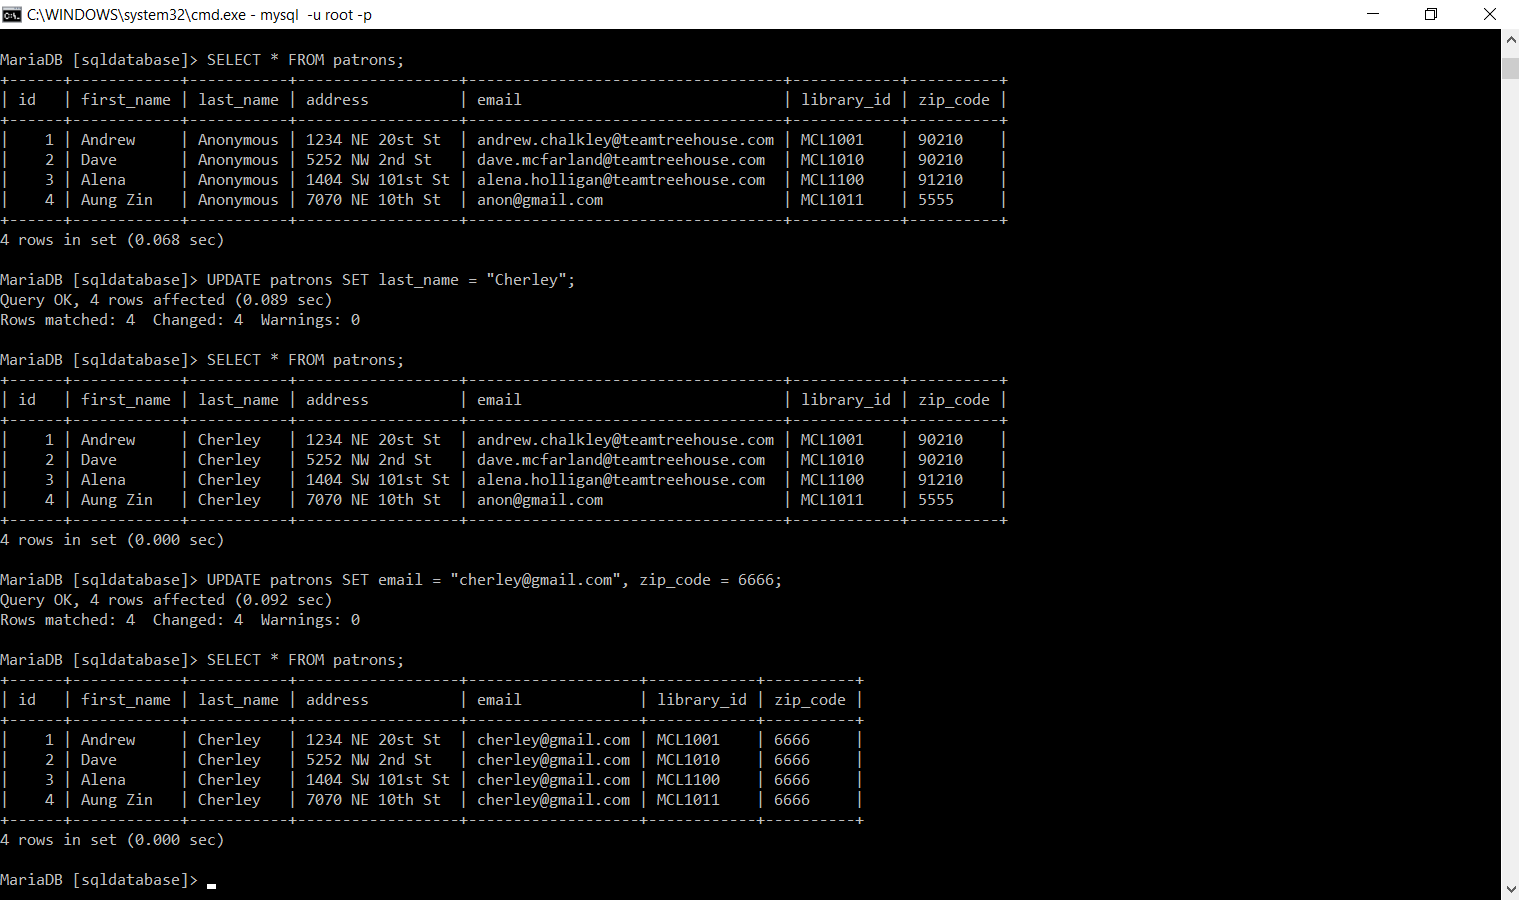 C:\WINDOWS\system32\cmd.exe - mysql  -u root -p
MariaDB [sqldatabase]> SELECT * FROM patrons;
+------+------------+-----------+------------------+-----------------------------------+------------+----------+
| id   | first_name | last_name | address          | email                             | library_id | zip_code |
+------+------------+-----------+------------------+-----------------------------------+------------+----------+
|    1 | Andrew     | Anonymous | 1234 NE 20st St  | andrew.chalkley@teamtreehouse.com | MCL1001    | 90210    |
|    2 | Dave       | Anonymous | 5252 NW 2nd St   | dave.mcfarland@teamtreehouse.com  | MCL1010    | 90210    |
|    3 | Alena      | Anonymous | 1404 SW 101st St | alena.holligan@teamtreehouse.com  | MCL1100    | 91210    |
|    4 | Aung Zin   | Anonymous | 7070 NE 10th St  | anon@gmail.com                    | MCL1011    | 5555     |
+------+------------+-----------+------------------+-----------------------------------+------------+----------+
4 rows in set (0.068 sec)
MariaDB [sqldatabase]> UPDATE patrons SET last_name = "Cherley";
Query OK, 4 rows affected (0.089 sec)
Rows matched: 4  Changed: 4  Warnings: 0
MariaDB [sqldatabase]> SELECT * FROM patrons;
+------+------------+-----------+------------------+-----------------------------------+------------+----------+
| id   | first_name | last_name | address          | email                             | library_id | zip_code |
+------+------------+-----------+------------------+-----------------------------------+------------+----------+
|    1 | Andrew     | Cherley   | 1234 NE 20st St  | andrew.chalkley@teamtreehouse.com | MCL1001    | 90210    |
|    2 | Dave       | Cherley   | 5252 NW 2nd St   | dave.mcfarland@teamtreehouse.com  | MCL1010    | 90210    |
|    3 | Alena      | Cherley   | 1404 SW 101st St | alena.holligan@teamtreehouse.com  | MCL1100    | 91210    |
|    4 | Aung Zin   | Cherley   | 7070 NE 10th St  | anon@gmail.com                    | MCL1011    | 5555     |
+------+------------+-----------+------------------+-----------------------------------+------------+----------+
4 rows in set (0.000 sec)
MariaDB [sqldatabase]> UPDATE patrons SET email = "cherley@gmail.com", zip_code = 6666;
Query OK, 4 rows affected (0.092 sec)
Rows matched: 4  Changed: 4  Warnings: 0
MariaDB [sqldatabase]> SELECT * FROM patrons;
+------+------------+-----------+------------------+-------------------+------------+----------+
| id   | first_name | last_name | address          | email             | library_id | zip_code |
+------+------------+-----------+------------------+-------------------+------------+----------+
|    1 | Andrew     | Cherley   | 1234 NE 20st St  | cherley@gmail.com | MCL1001    | 6666     |
|    2 | Dave       | Cherley   | 5252 NW 2nd St   | cherley@gmail.com | MCL1010    | 6666     |
|    3 | Alena      | Cherley   | 1404 SW 101st St | cherley@gmail.com | MCL1100    | 6666     |
|    4 | Aung Zin   | Cherley   | 7070 NE 10th St  | cherley@gmail.com | MCL1011    | 6666     |
+------+------------+-----------+------------------+-------------------+------------+----------+
4 rows in set (0.000 sec)
MariaDB [sqldatabase]>